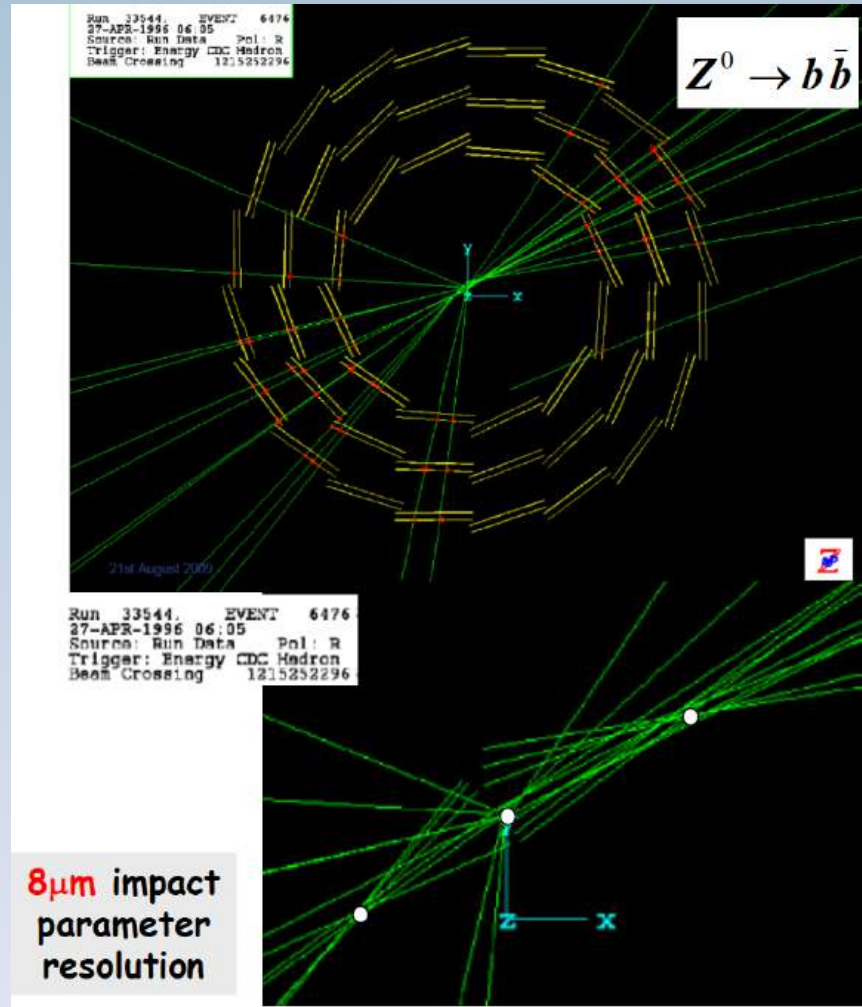 Run 33544, EVENT 6476
27-APR-1996 06:05
Source: Run Data Pol: R
Trigger: Energy CDC Hadron
Beam Crossing 1215252296
Z⁰ → b b̄
Y
Z X
21st August 2009
Z
Run 33544, EVENT 6476
27-APR-1996 06:05
Source: Run Data Pol: R
Trigger: Energy CDC Hadron
Beam Crossing 1215252296
Z X
8μm impact
parameter
resolution